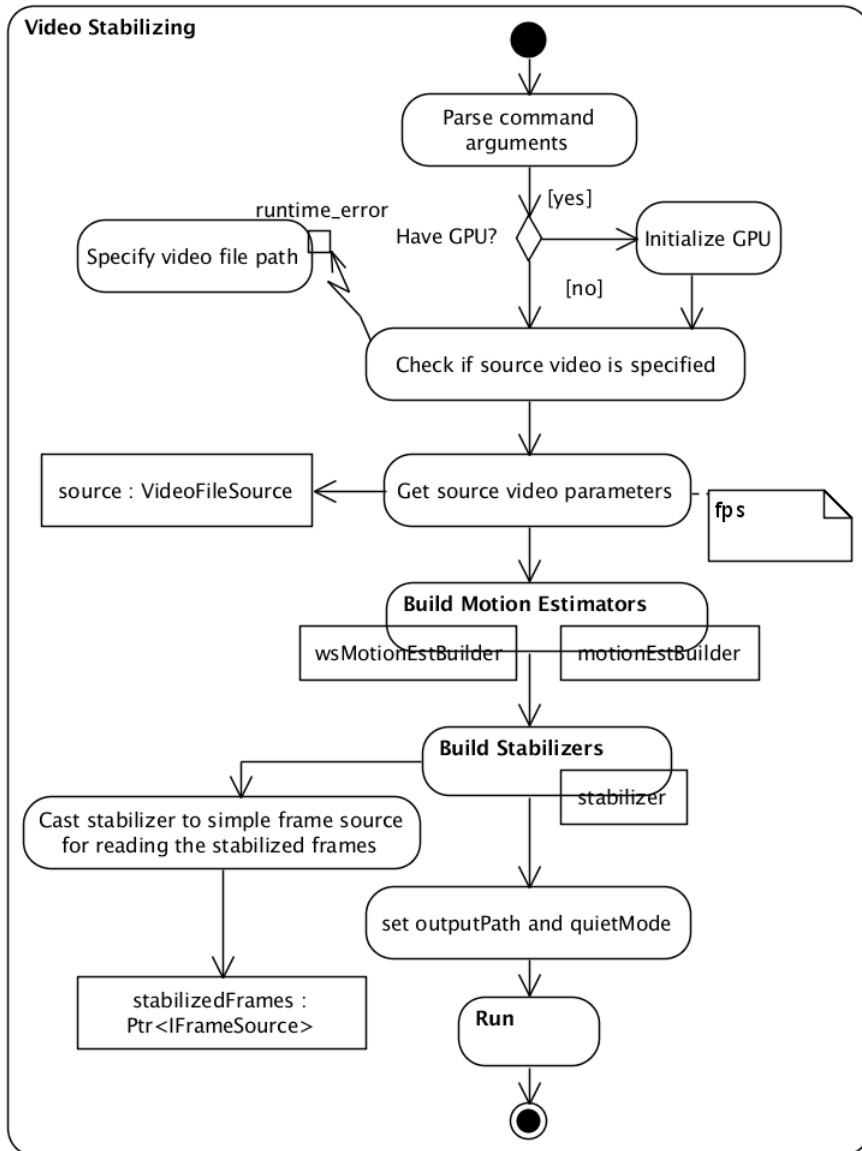 Video Stabilizing
Parse command
arguments
runtime_error
[yes]
Have GPU?
Initialize GPU
Specify video file path
[no]
Check if source video is specified
source : VideoFileSource
Get source video parameters
fps
Build Motion Estimators
wsMotionEstBuilder
motionEstBuilder
Build Stabilizers
stabilizer
Cast stabilizer to simple frame source
for reading the stabilized frames
set outputPath and quietMode
stabilizedFrames :
Ptr<IFrameSource>
Run